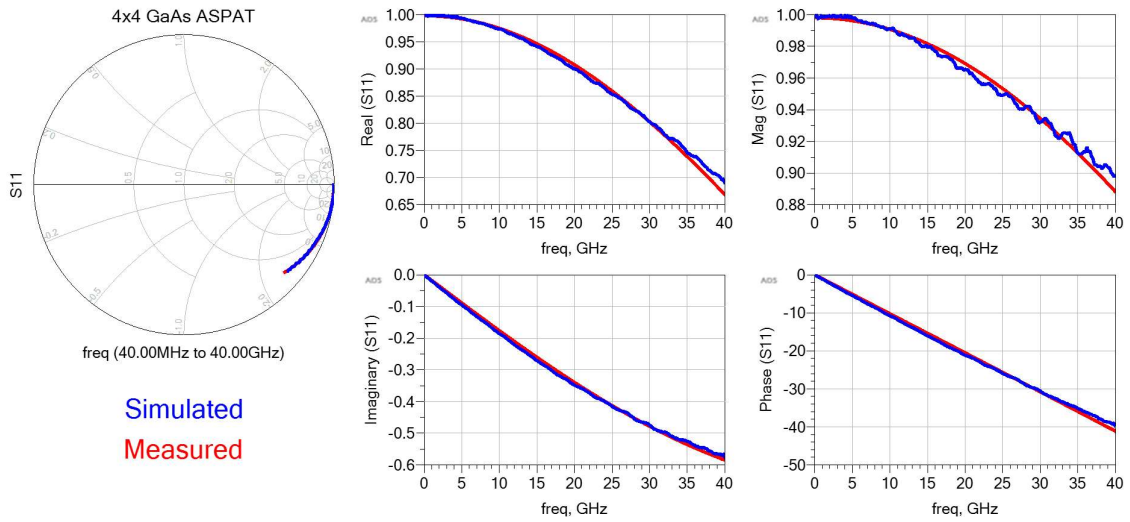 4x4 GaAs ASPAT
S11
freq (40.00MHz to 40.00GHz)
Simulated
Measured
ADS
Real (S11)
1.00
0.95
0.90
0.85
0.80
0.75
0.70
0.65
0 5 10 15 20 25 30 35 40
freq, GHz
ADS
Mag (S11)
1.00
0.98
0.96
0.94
0.92
0.90
0.88
0 5 10 15 20 25 30 35 40
freq, GHz
ADS
Imaginary (S11)
0.0
-0.1
-0.2
-0.3
-0.4
-0.5
-0.6
0 5 10 15 20 25 30 35 40
freq, GHz
ADS
Phase (S11)
0
-10
-20
-30
-40
-50
0 5 10 15 20 25 30 35 40
freq, GHz